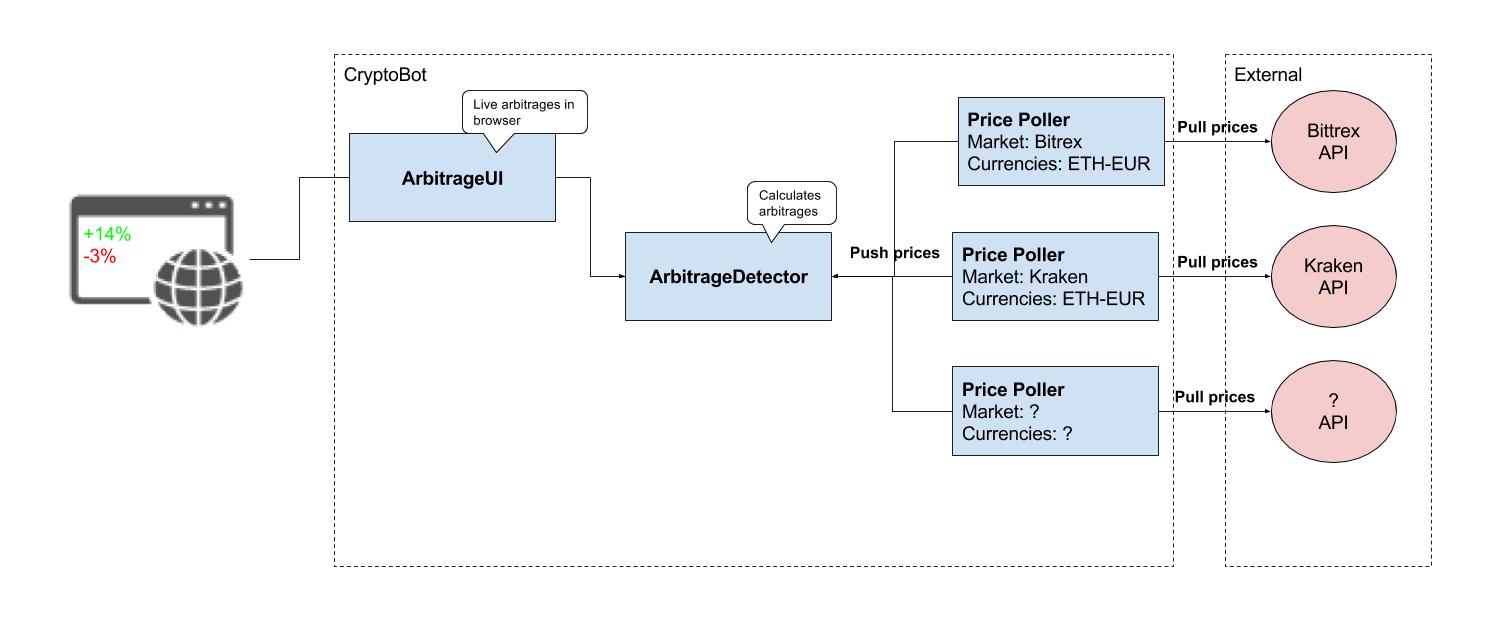 CryptoBot
External
Live arbitrages in
browser
ArbitrageUI
+14%
-3%
Calculates
arbitrages
ArbitrageDetector
Push prices
Price Poller
Market: Bitrex
Currencies: ETH-EUR
Pull prices
Bittrex
API
Price Poller
Market: Kraken
Currencies: ETH-EUR
Pull prices
Kraken
API
Price Poller
Market: ?
Currencies: ?
Pull prices
?
API